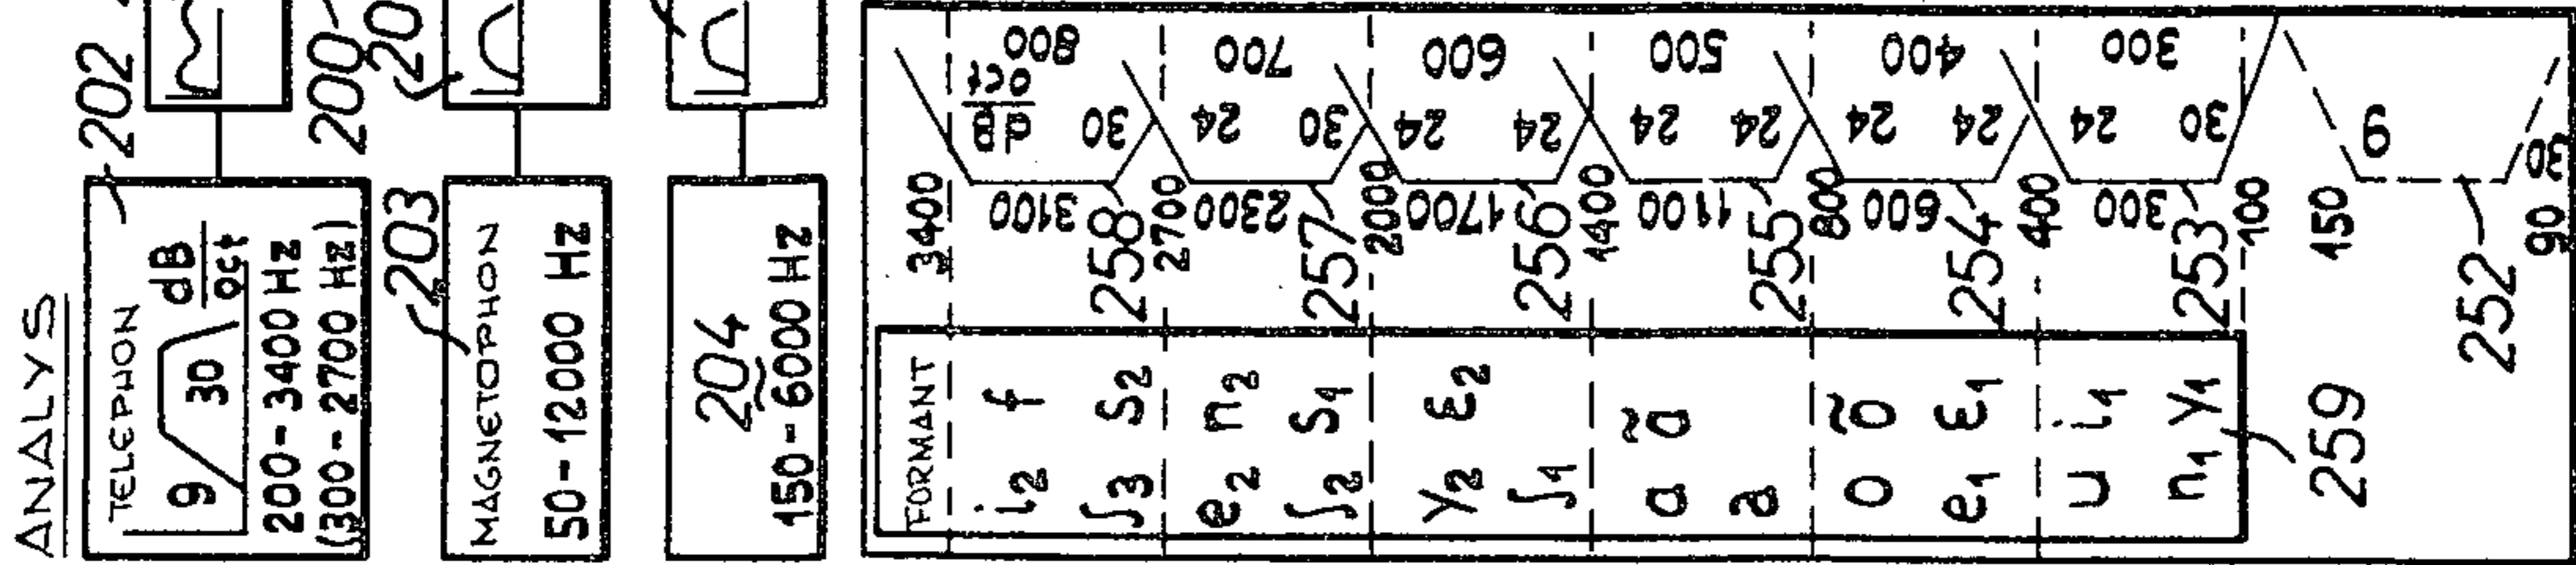 ANALYS
TELEPHON
9 30 dB/oct
200-3400 Hz
(300-2700 Hz)
202
200
MAGNETOPHON
50-12000 Hz
203
20
204
150-6000 Hz
FORMANT
i₂ f
ʃ₃ S₂
e₂ n₂
ʃ₂ S₁
y₂ ɛ₂
ʃ₁
ɑ ɑ̃
a
o õ
e₁ ɛ₁
u i₁
n₁ y₁
259
3400
3100
258
2700
2300
257
2000
1700
256
1400
1100
255
800
600
254
400
300
253
100
150
252
90
dB/oct
30
24
30
24
24
24
24
24
24
24
30
9
30
800
700
600
500
400
300